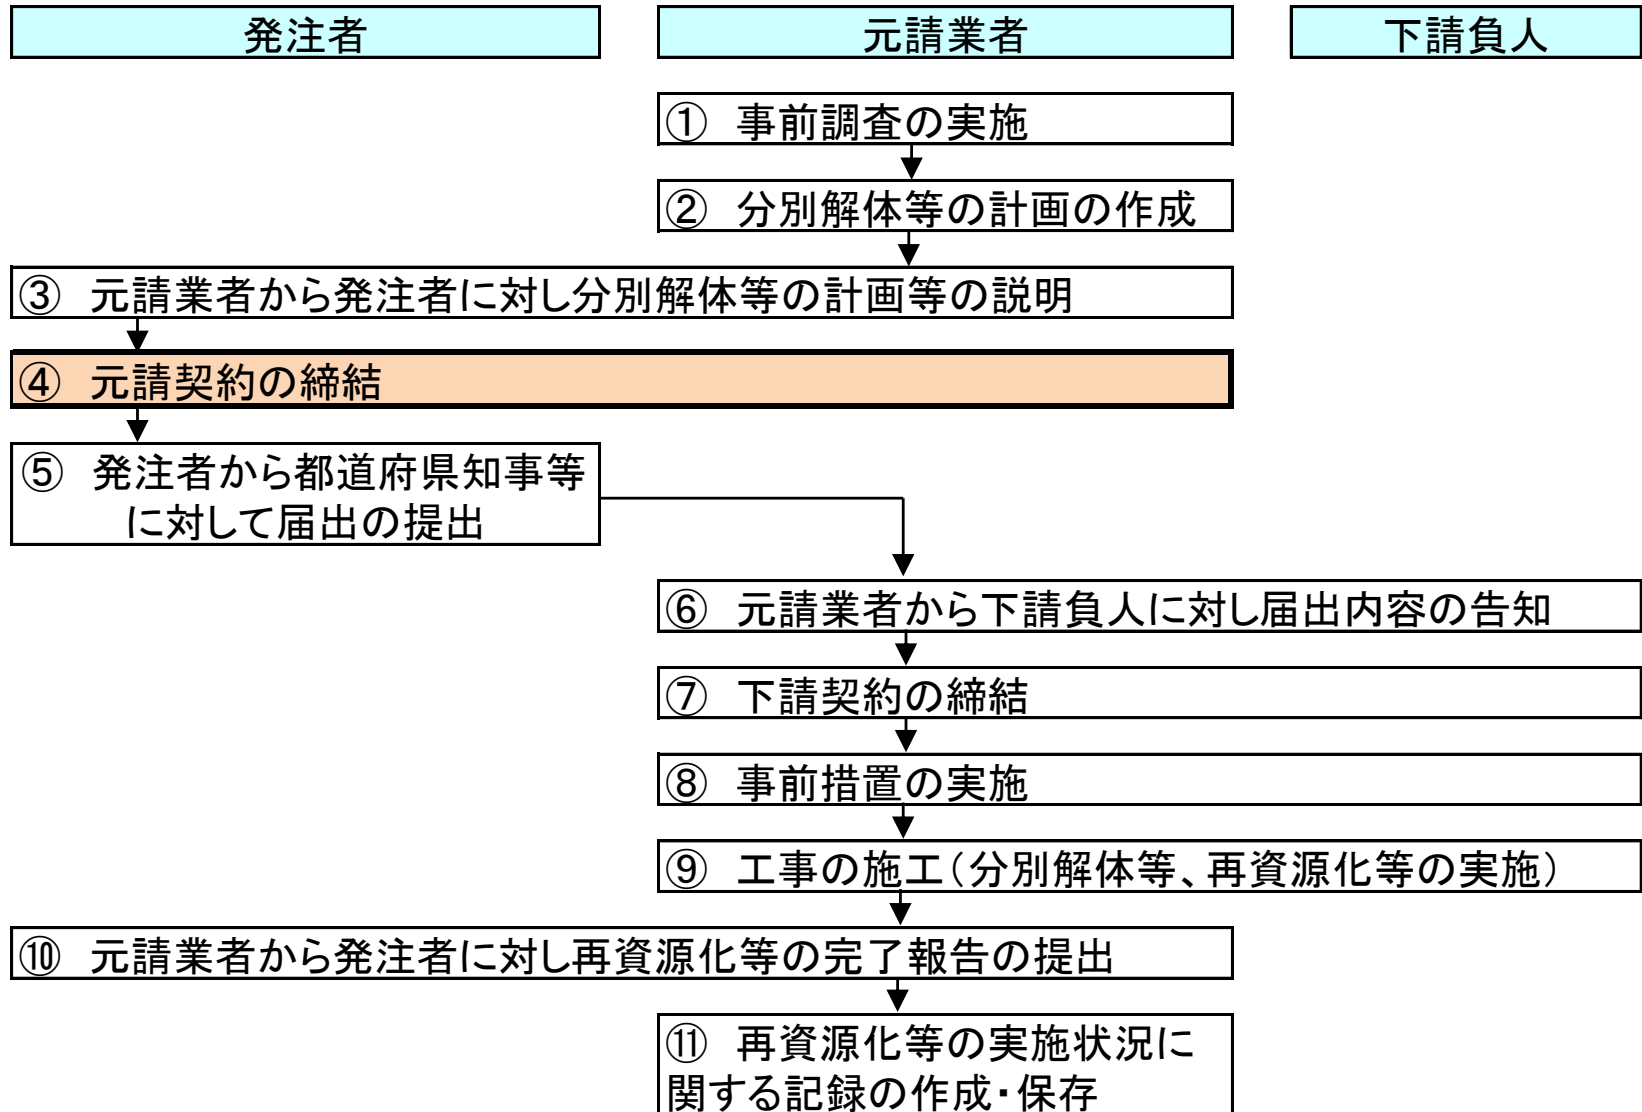 発注者
元請業者
下請負人
① 事前調査の実施
② 分別解体等の計画の作成
③ 元請業者から発注者に対し分別解体等の計画等の説明
④ 元請契約の締結
⑤ 発注者から都道府県知事等
に対して届出の提出
⑥ 元請業者から下請負人に対し届出内容の告知
⑦ 下請契約の締結
⑧ 事前措置の実施
⑨ 工事の施工（分別解体等、再資源化等の実施）
⑩ 元請業者から発注者に対し再資源化等の完了報告の提出
⑪ 再資源化等の実施状況に
関する記録の作成・保存